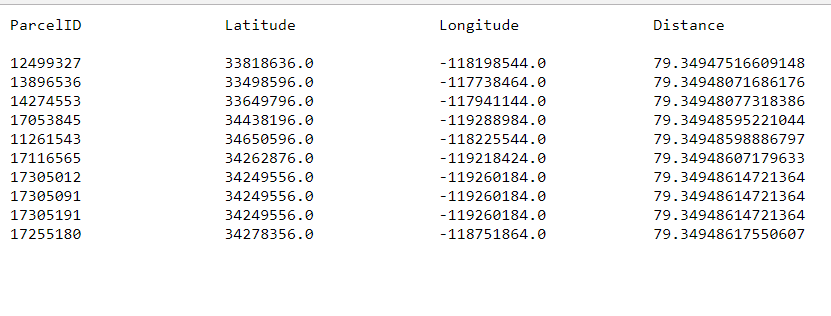 ParcelID Latitude Longitude Distance
12499327 33818636.0 -118198544.0 79.34947516609148
13896536 33498596.0 -117738464.0 79.34948071686176
14274553 33649796.0 -117941144.0 79.34948077318386
17053845 34438196.0 -119288984.0 79.34948595221044
11261543 34650596.0 -118225544.0 79.34948598886797
17116565 34262876.0 -119218424.0 79.34948607179633
17305012 34249556.0 -119260184.0 79.34948614721364
17305091 34249556.0 -119260184.0 79.34948614721364
17305191 34249556.0 -119260184.0 79.34948614721364
17255180 34278356.0 -118751864.0 79.34948617550607